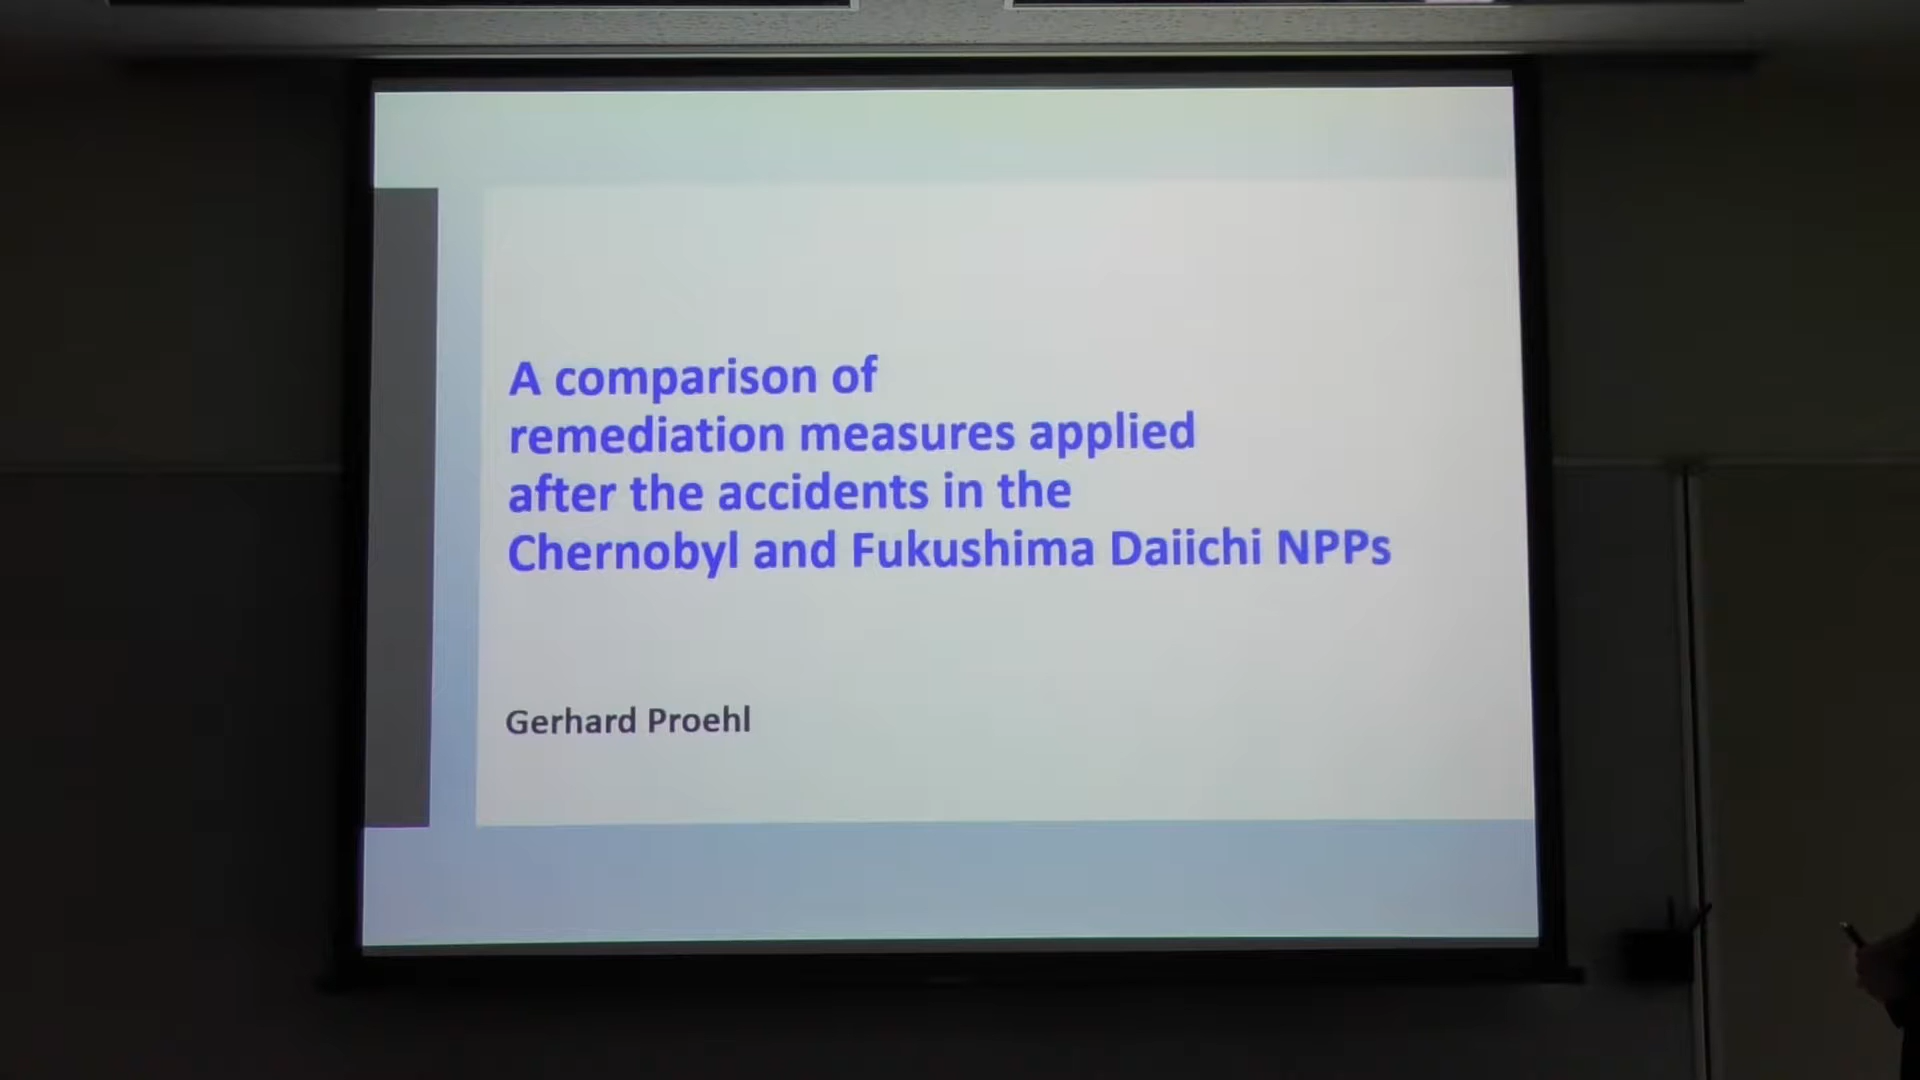 A comparison of
remediation measures applied
after the accidents in the
Chernobyl and Fukushima Daiichi NPPs
Gerhard Proehl